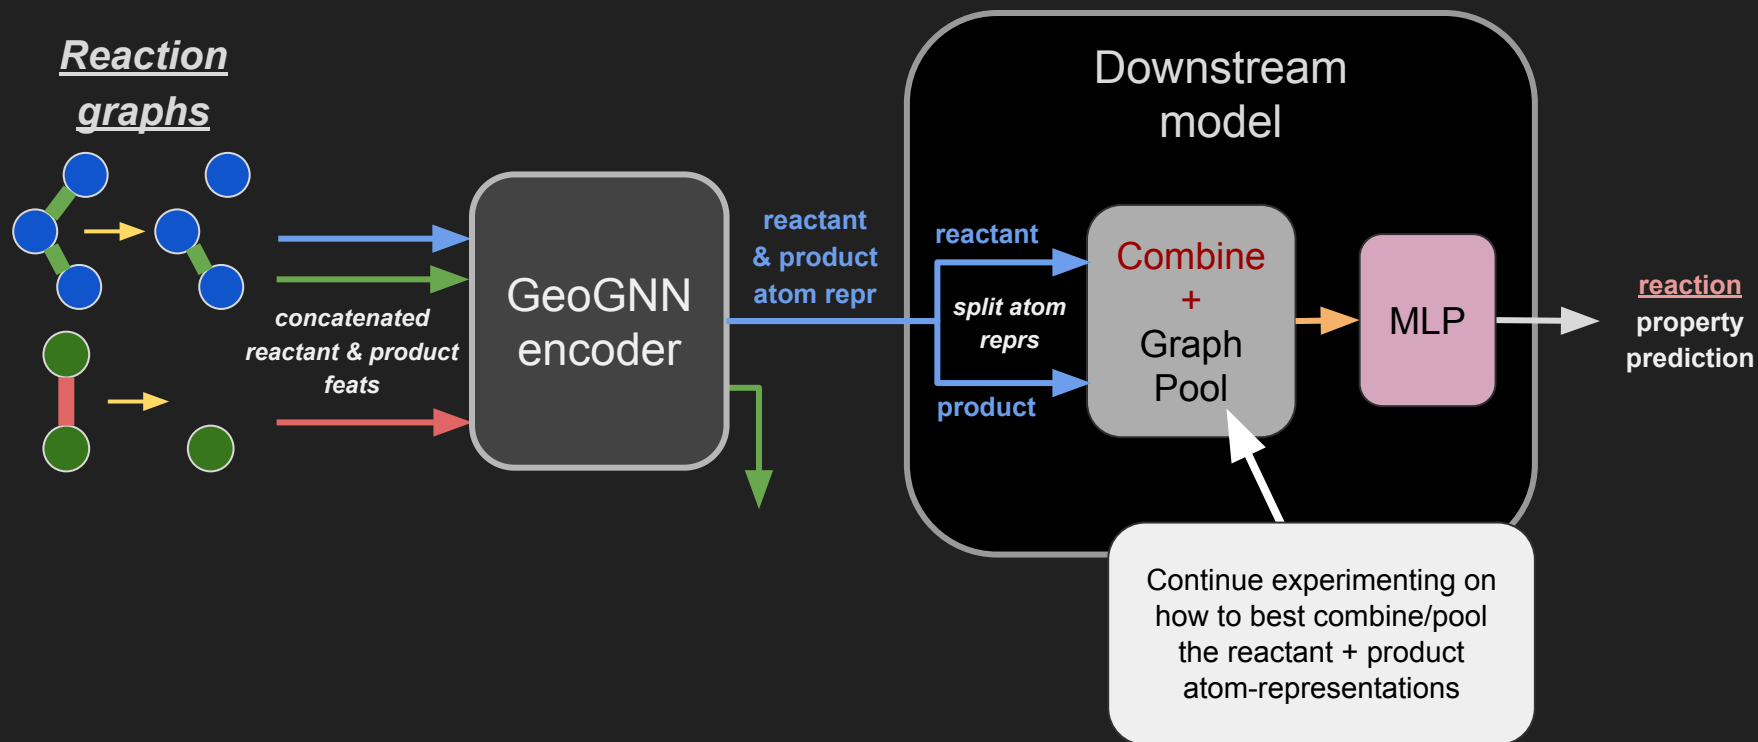 Reaction
graphs
concatenated
reactant & product
feats
GeoGNN
encoder
reactant
& product
atom repr
Downstream
model
reactant
split atom
reprs
product
Combine
+
Graph
Pool
MLP
reaction
property
prediction
Continue experimenting on
how to best combine/pool
the reactant + product
atom-representations